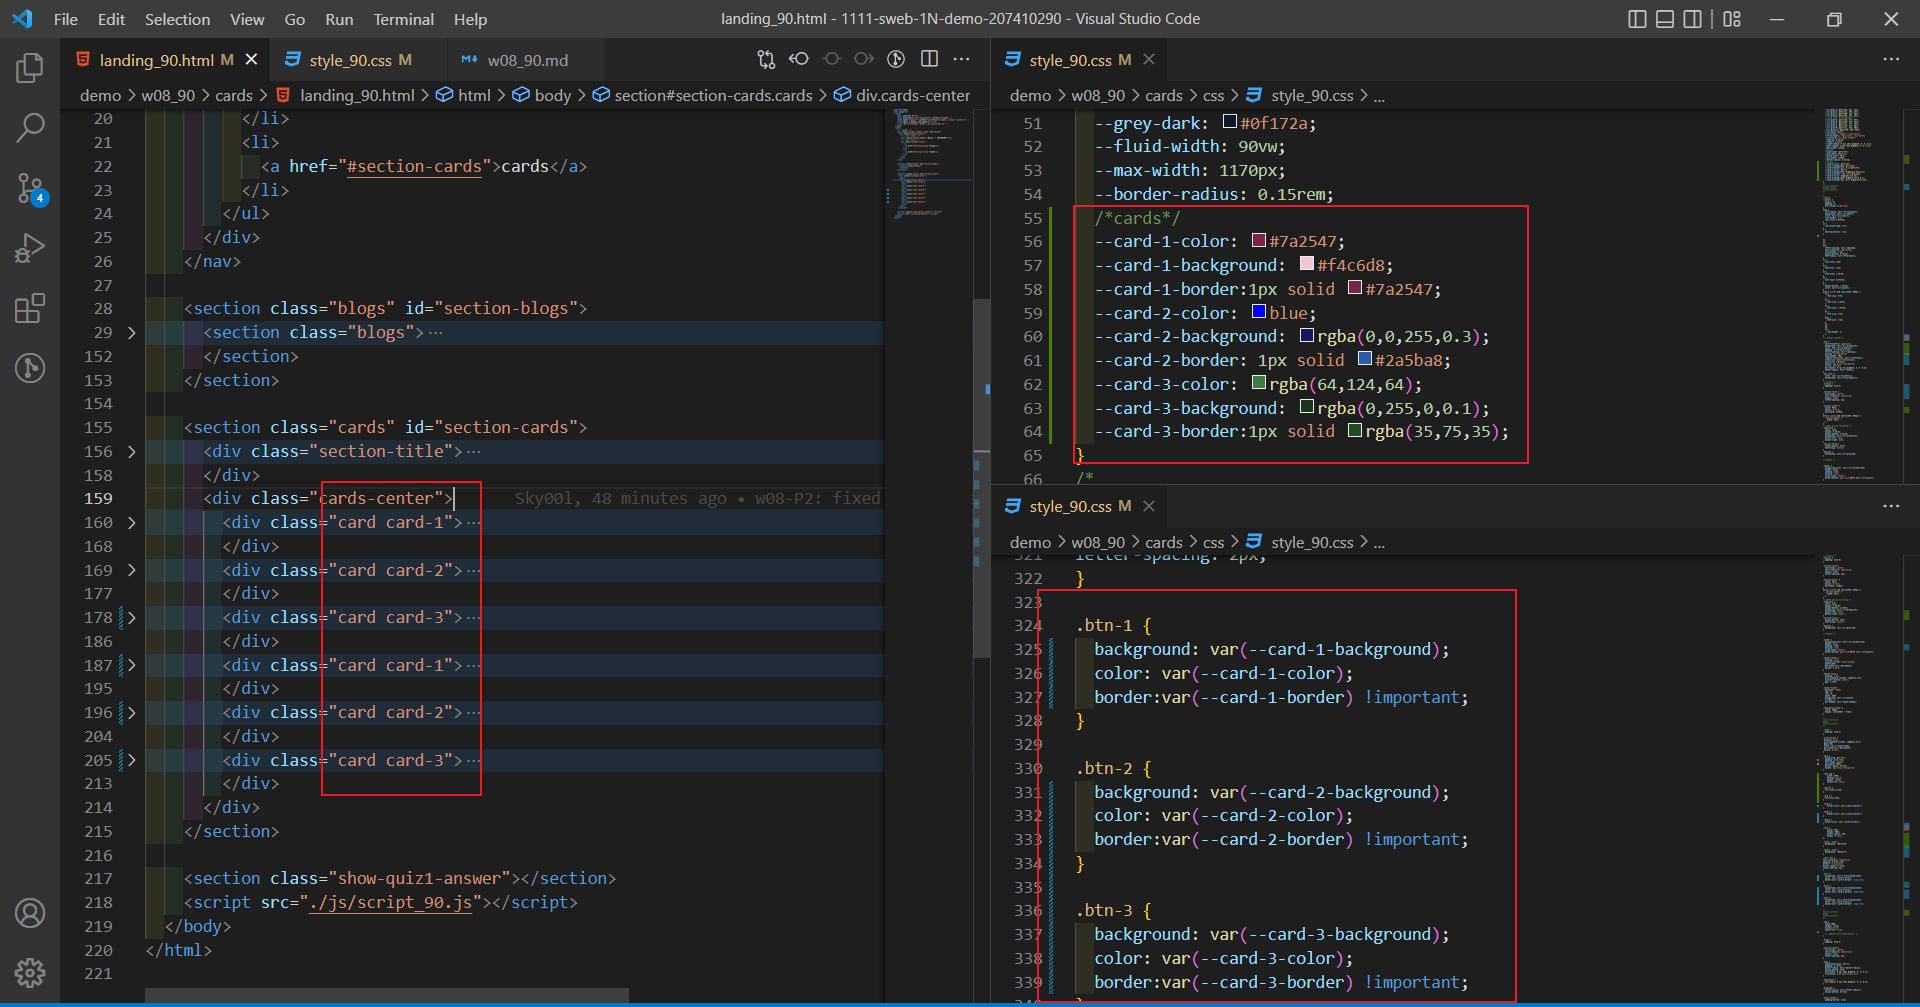 File Edit Selection View Go Run Terminal Help
landing_90.html - 1111-sweb-1N-demo-207410290 - Visual Studio Code
landing_90.html M
style_90.css M
w08_90.md
demo > w08_90 > cards > landing_90.html > html > body > section#section-cards.cards > div.cards-center
20 </li>
21 <li>
22 <a href="#section-cards">cards</a>
23 </li>
24 </ul>
25 </div>
26 </nav>
27
28 <section class="blogs" id="section-blogs">
29 <section class="blogs">···
152 </section>
153 </section>
154
155 <section class="cards" id="section-cards">
156 <div class="section-title">···
158 </div>
159 <div class="cards-center"> Sky00l, 48 minutes ago • w08-P2: fixed
160 <div class="card card-1">···
168 </div>
169 <div class="card card-2">···
177 </div>
178 <div class="card card-3">···
186 </div>
187 <div class="card card-1">···
195 </div>
196 <div class="card card-2">···
204 </div>
205 <div class="card card-3">···
213 </div>
214 </div>
215 </section>
216
217 <section class="show-quiz1-answer"></section>
218 <script src="./js/script_90.js"></script>
219 </body>
220 </html>
221
4
style_90.css M
demo > w08_90 > cards > css > style_90.css > ...
51 --grey-dark: #0f172a;
52 --fluid-width: 90vw;
53 --max-width: 1170px;
54 --border-radius: 0.15rem;
55 /*cards*/
56 --card-1-color: #7a2547;
57 --card-1-background: #f4c6d8;
58 --card-1-border:1px solid #7a2547;
59 --card-2-color: blue;
60 --card-2-background: rgba(0,0,255,0.3);
61 --card-2-border: 1px solid #2a5ba8;
62 --card-3-color: rgba(64,124,64);
63 --card-3-background: rgba(0,255,0,0.1);
64 --card-3-border:1px solid rgba(35,75,35);
65 }
66 /*
style_90.css M
demo > w08_90 > cards > css > style_90.css > ...
321 letter-spacing: 2px;
322 }
323
324 .btn-1 {
325 background: var(--card-1-background);
326 color: var(--card-1-color);
327 border:var(--card-1-border) !important;
328 }
329
330 .btn-2 {
331 background: var(--card-2-background);
332 color: var(--card-2-color);
333 border:var(--card-2-border) !important;
334 }
335
336 .btn-3 {
337 background: var(--card-3-background);
338 color: var(--card-3-color);
339 border:var(--card-3-border) !important;
340 }